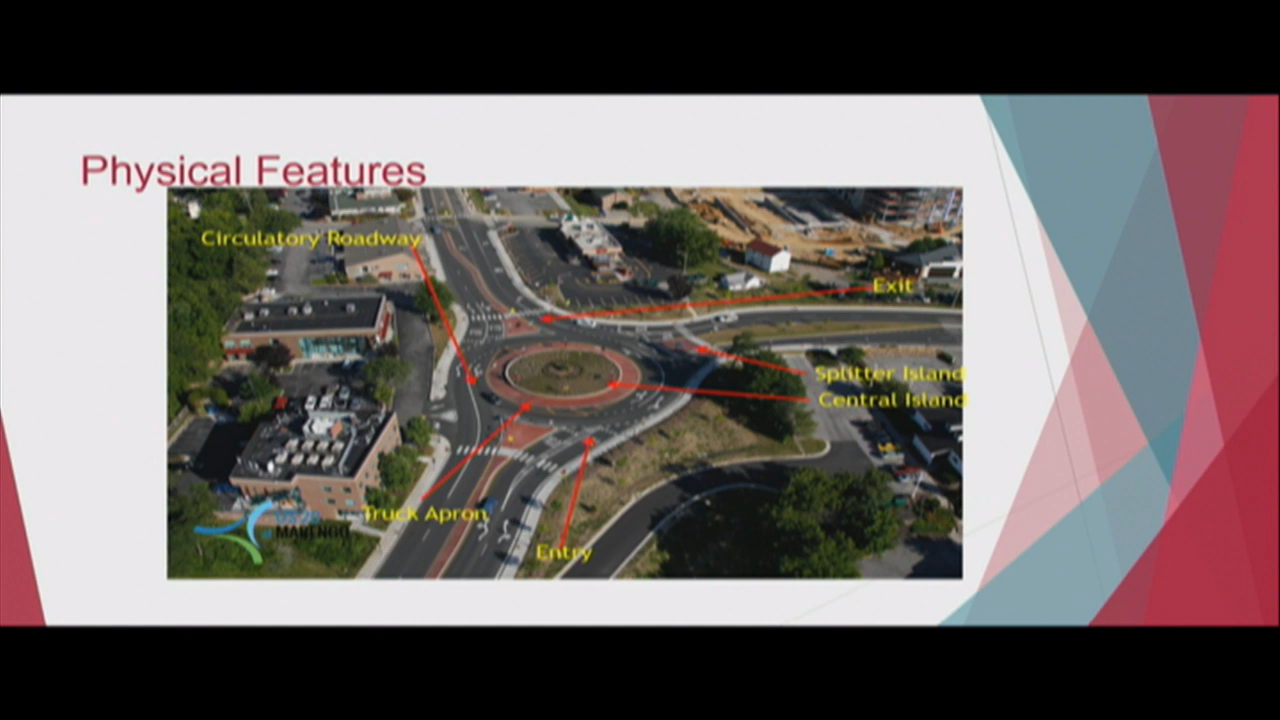 Physical Features
Circulatory Roadway
Exit
Splitter Island
Central Island
Truck Apron
Entry